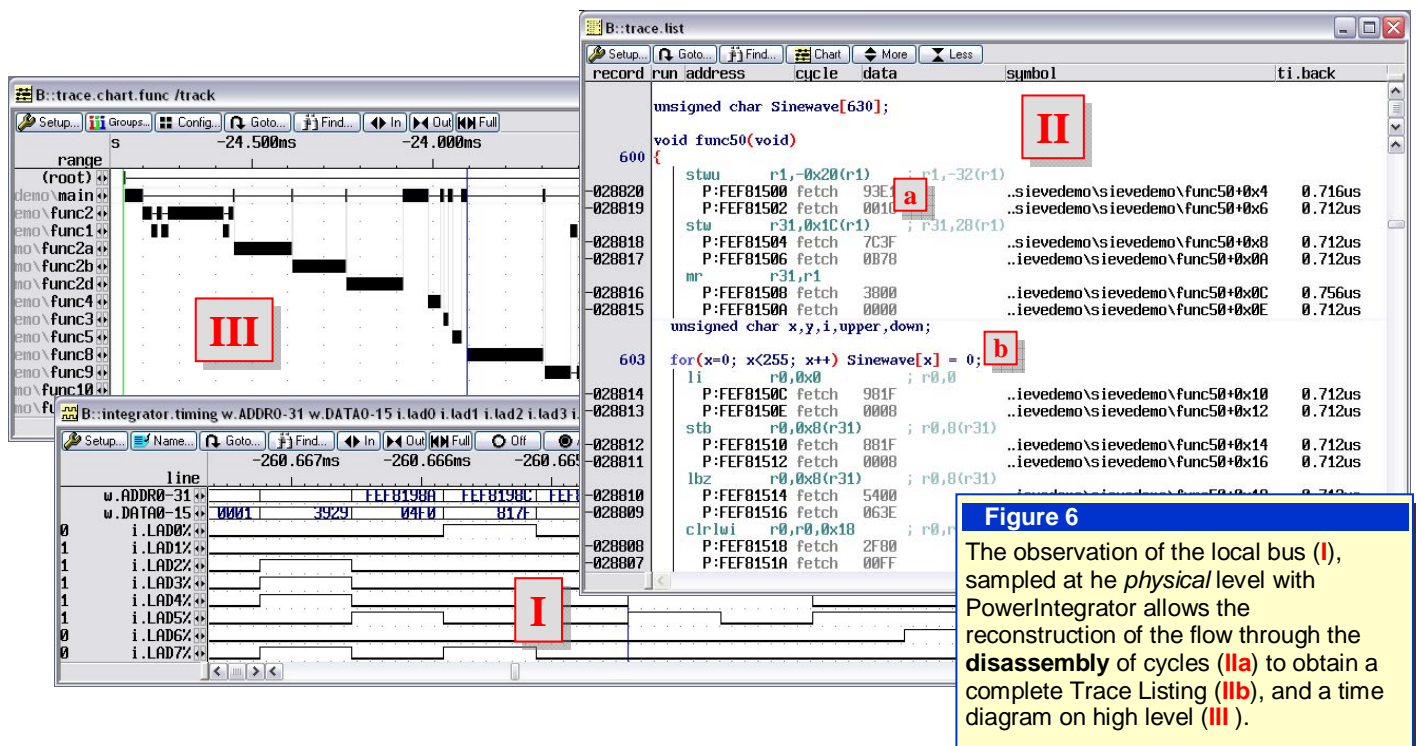 B::trace.list
Setup... Goto... Find... Chart More Less
record run address cycle data symbol ti.back
unsigned char Sinewave[630];
void func50(void)
600 {
stwu r1,-0x20(r1) ; r1,-32(r1)
-028820 P:FEF81500 fetch 93E1 ..sievedemo\sievedemo\func50+0x4 0.716us
-028819 P:FEF81502 fetch ..sievedemo\sievedemo\func50+0x6 0.712us
stw r31,0x1C(r1) ; r31,28(r1)
-028818 P:FEF81504 fetch 7C3F ..sievedemo\sievedemo\func50+0x8 0.712us
-028817 P:FEF81506 fetch 0B78 ..ievedemo\sievedemo\func50+0x0A 0.712us
mr r31,r1
-028816 P:FEF81508 fetch 3800 ..ievedemo\sievedemo\func50+0x0C 0.756us
-028815 P:FEF8150A fetch 0000 ..ievedemo\sievedemo\func50+0x0E 0.712us
unsigned char x,y,i,upper,down;
603 for(x=0; x<255; x++) Sinewave[x] = 0;
li r0,0x0 ; r0,0
-028814 P:FEF8150C fetch 981F ..ievedemo\sievedemo\func50+0x10 0.712us
-028813 P:FEF8150E fetch 0008 ..ievedemo\sievedemo\func50+0x12 0.712us
stb r0,0x8(r31) ; r0,8(r31)
-028812 P:FEF81510 fetch 881F ..ievedemo\sievedemo\func50+0x14 0.712us
-028811 P:FEF81512 fetch 0008 ..ievedemo\sievedemo\func50+0x16 0.712us
lbz r0,0x8(r31) ; r0,8(r31)
-028810 P:FEF81514 fetch 5400
-028809 P:FEF81516 fetch 063E
clrlwi r0,r0,0x18 ; r0,r
-028808 P:FEF81518 fetch 2F80
-028807 P:FEF8151A fetch 00FF
II
a
b
B::trace.chart.func /track
Setup... Groups... Config... Goto... Find... In Out Full
s -24.500ms -24.000ms
range
(root)
demo\main
emo\func2
emo\func1
mo\func2a
mo\func2b
mo\func2d
emo\func4
emo\func3
emo\func5
emo\func8
emo\func9
mo\func10
III
B::integrator.timing w.ADDR0-31 w.DATA0-15 i.lad0 i.lad1 i.lad2 i.lad3 i.
Setup... Name... Goto... Find... In Out Full Off
-260.667ms -260.666ms -260.665
line
w.ADDR0-31 FEF8198A FEF8198C FEF
w.DATA0-15 0001 3929 04F0 817F
0 i.LAD0%
1 i.LAD1%
1 i.LAD2%
1 i.LAD3%
1 i.LAD4%
1 i.LAD5%
0 i.LAD6%
0 i.LAD7%
I
Figure 6
The observation of the local bus (I),
sampled at he physical level with
PowerIntegrator allows the
reconstruction of the flow through the
disassembly of cycles (IIa) to obtain a
complete Trace Listing (IIb), and a time
diagram on high level (III ).